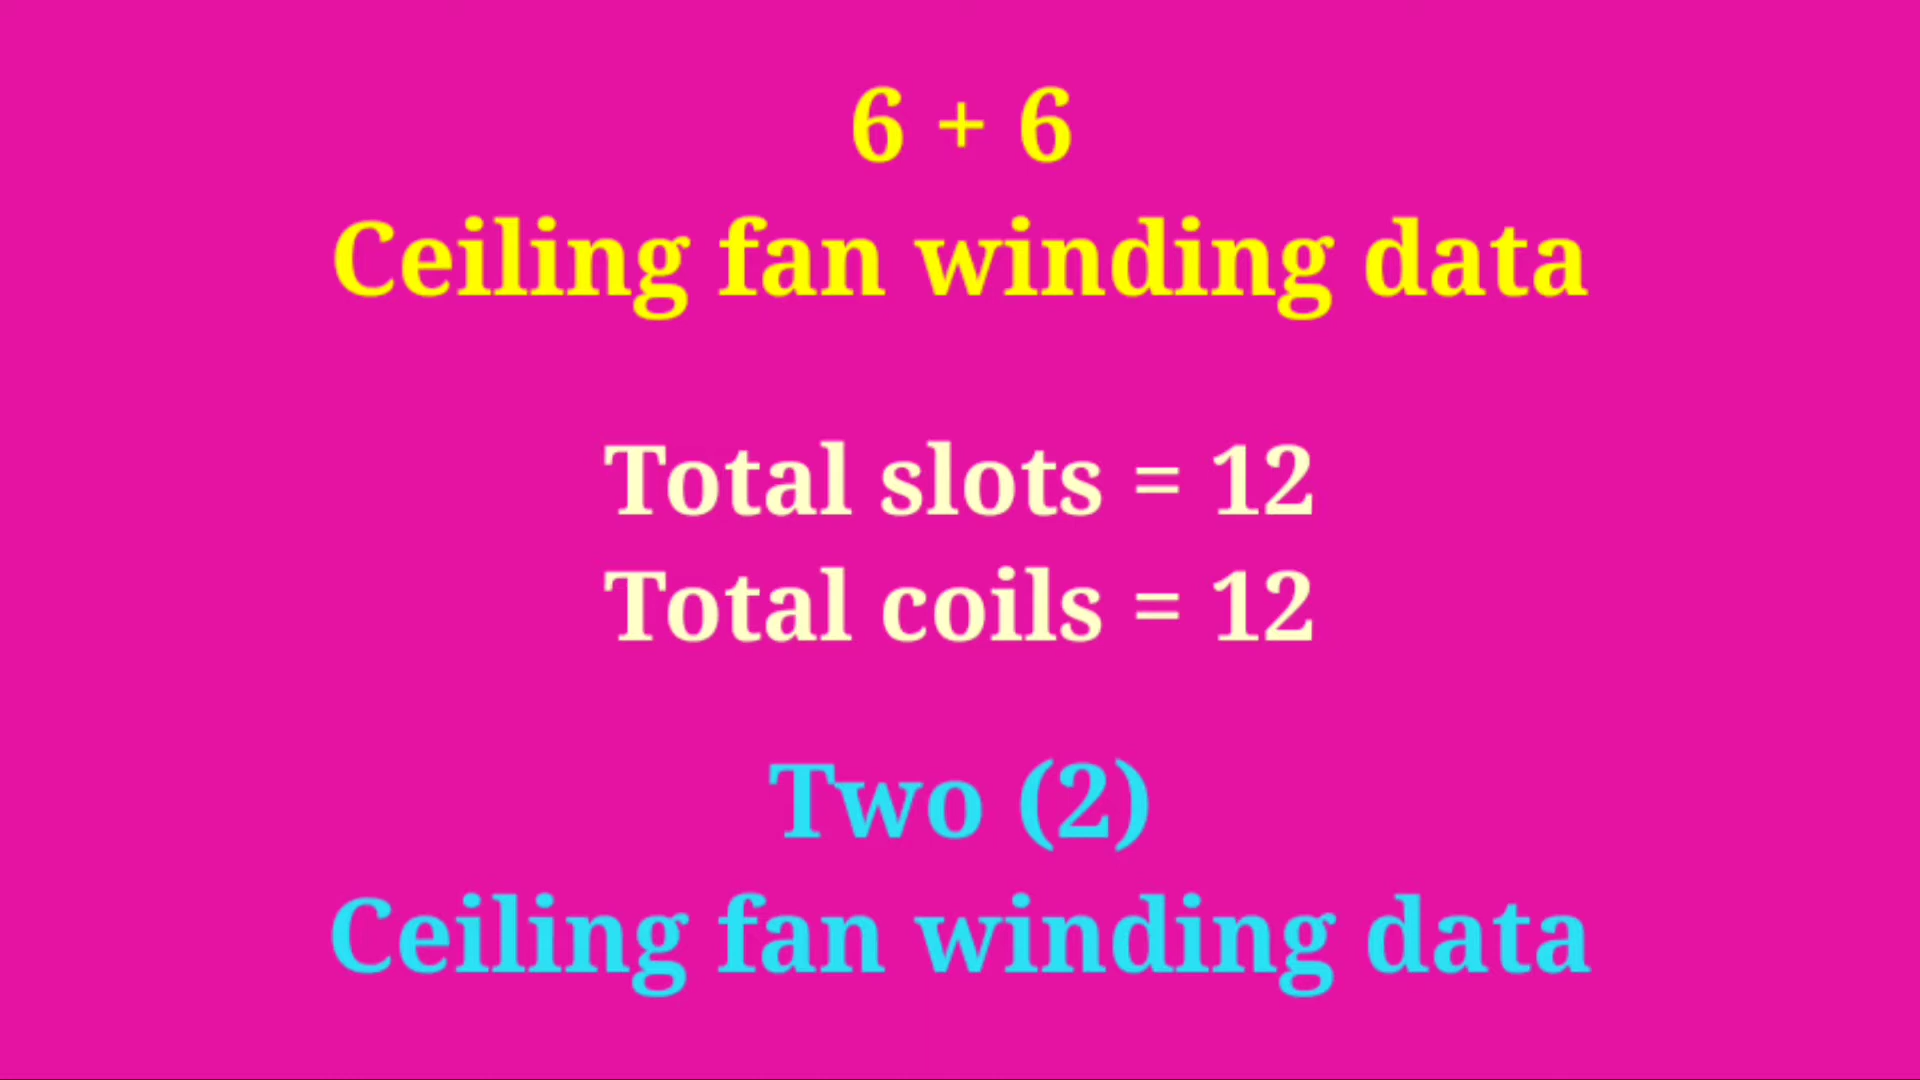 6 + 6
Ceiling fan winding data
Total slots = 12
Total coils = 12
Two (2)
Ceiling fan winding data